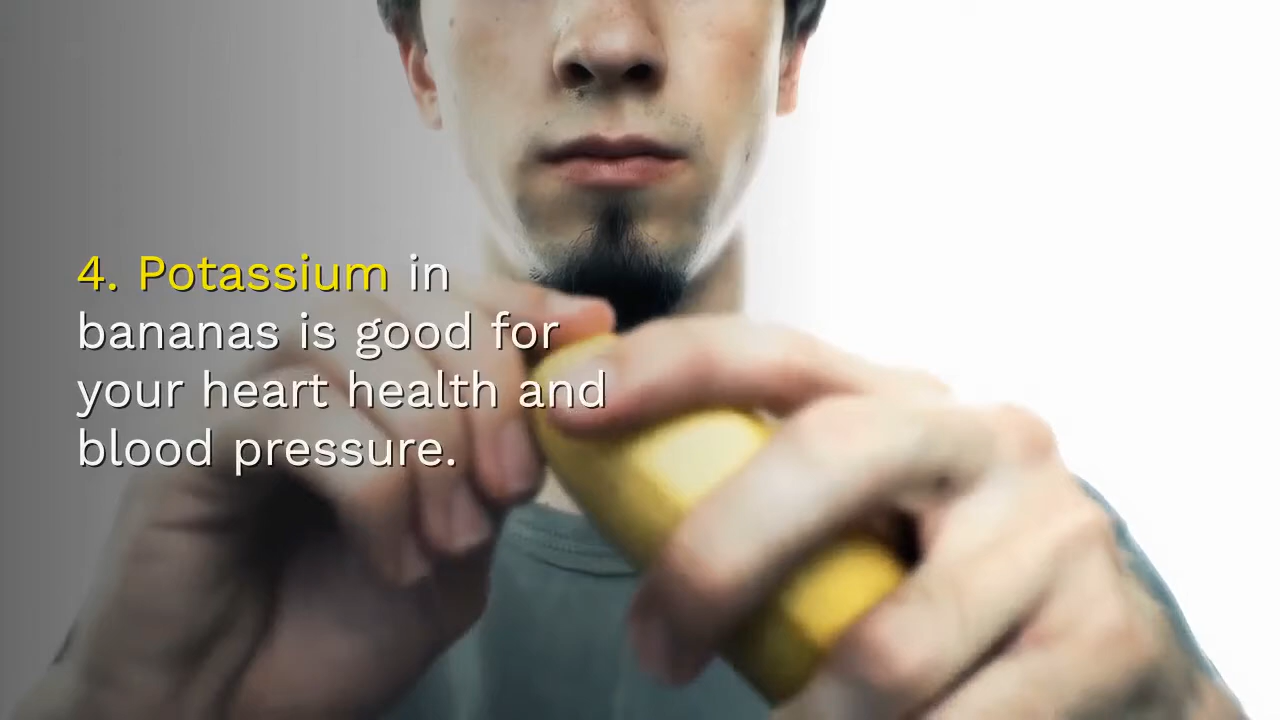 4. Potassium in
bananas is good for
your heart health and
blood pressure.